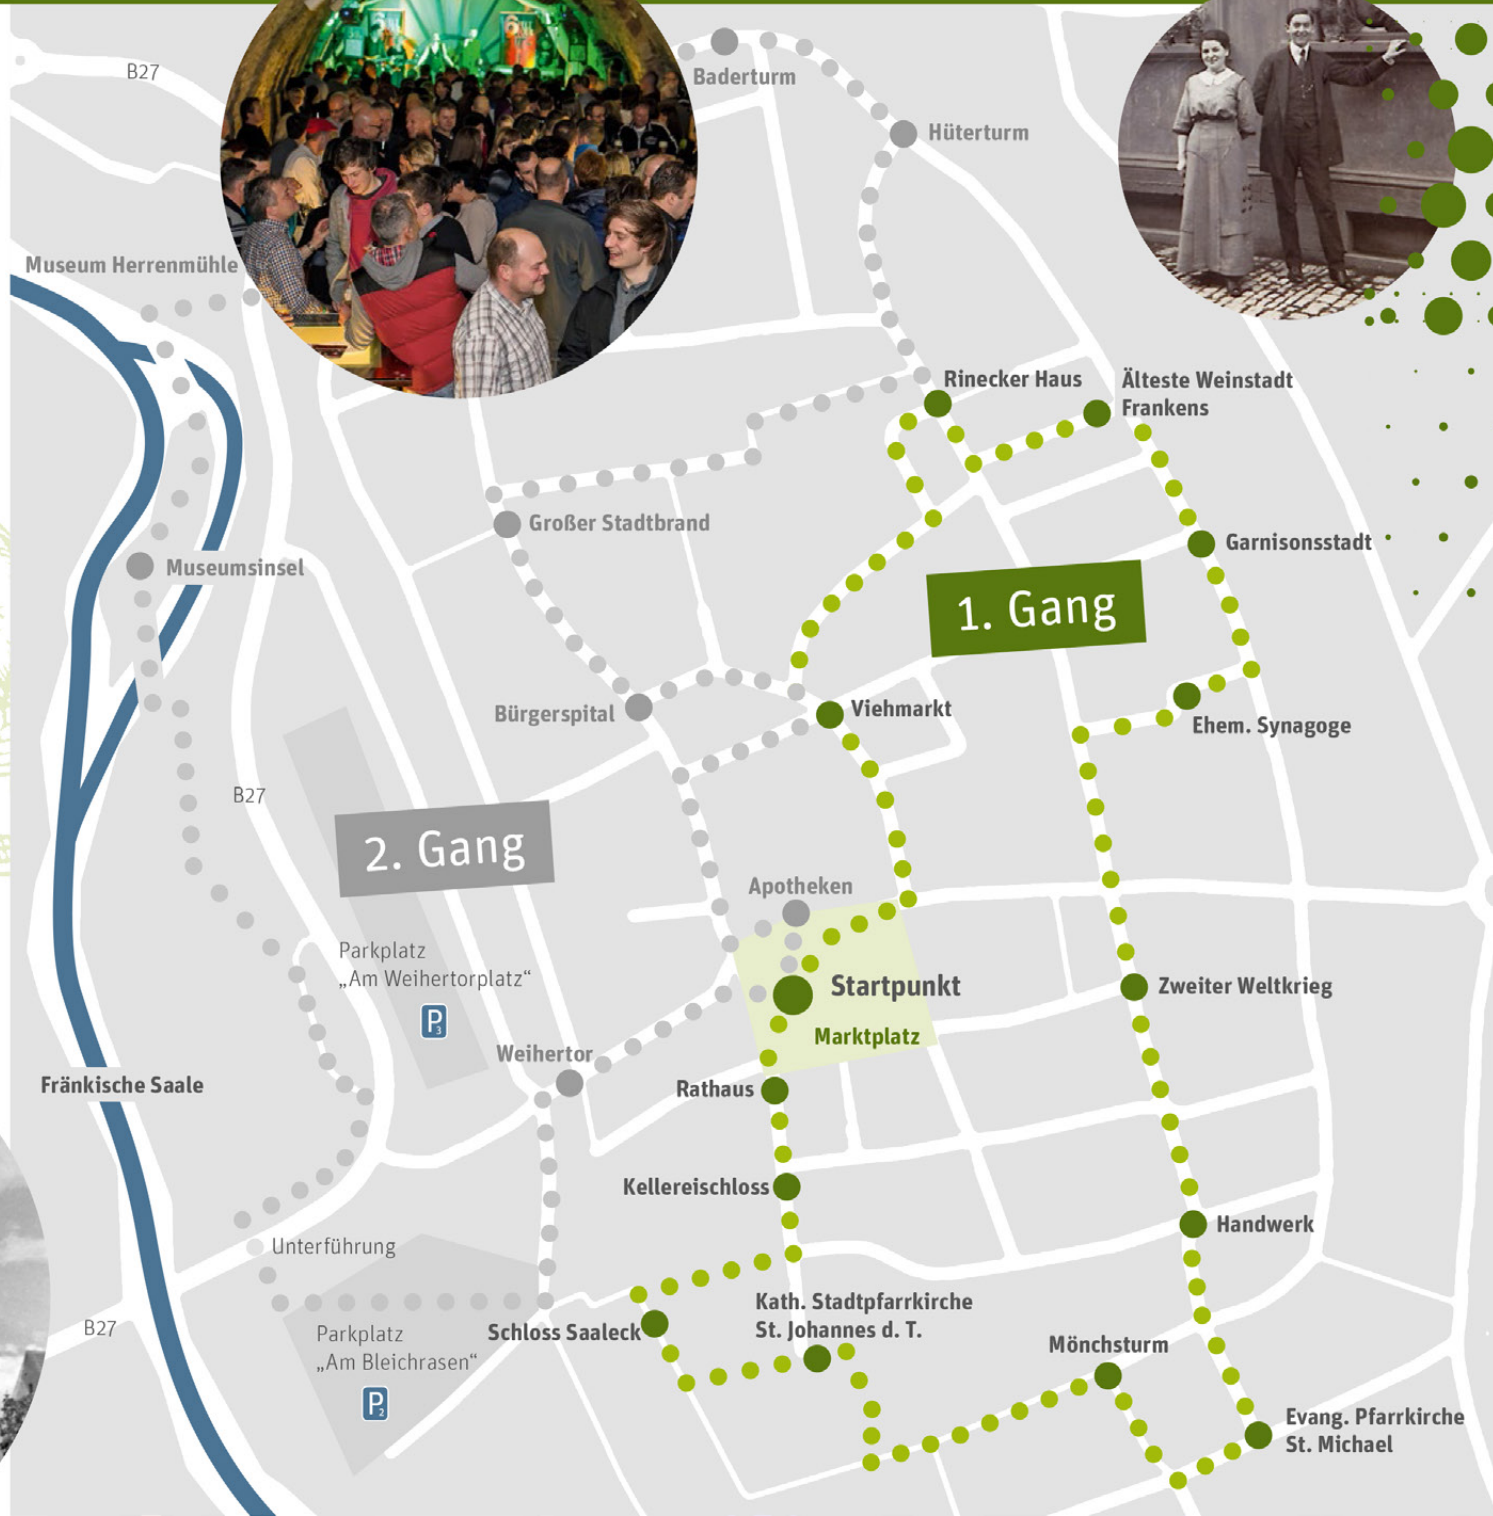 B27
Baderturm
Hüterturm
Museum Herrenmühle
Rinecker Haus
Älteste Weinstadt
Frankens
Großer Stadtbrand
Garnisonsstadt
Museumsinsel
1. Gang
Bürgerspital
Viehmarkt
Ehem. Synagoge
B27
2. Gang
Apotheken
Parkplatz
„Am Weihertorplatz“
P3
Startpunkt
Marktplatz
Zweiter Weltkrieg
Weihertor
Fränkische Saale
Rathaus
Kellereischloss
Handwerk
Unterführung
Kath. Stadtpfarrkirche
St. Johannes d. T.
B27
Parkplatz
„Am Bleichrasen“
P2
Schloss Saaleck
Mönchsturm
Evang. Pfarrkirche
St. Michael